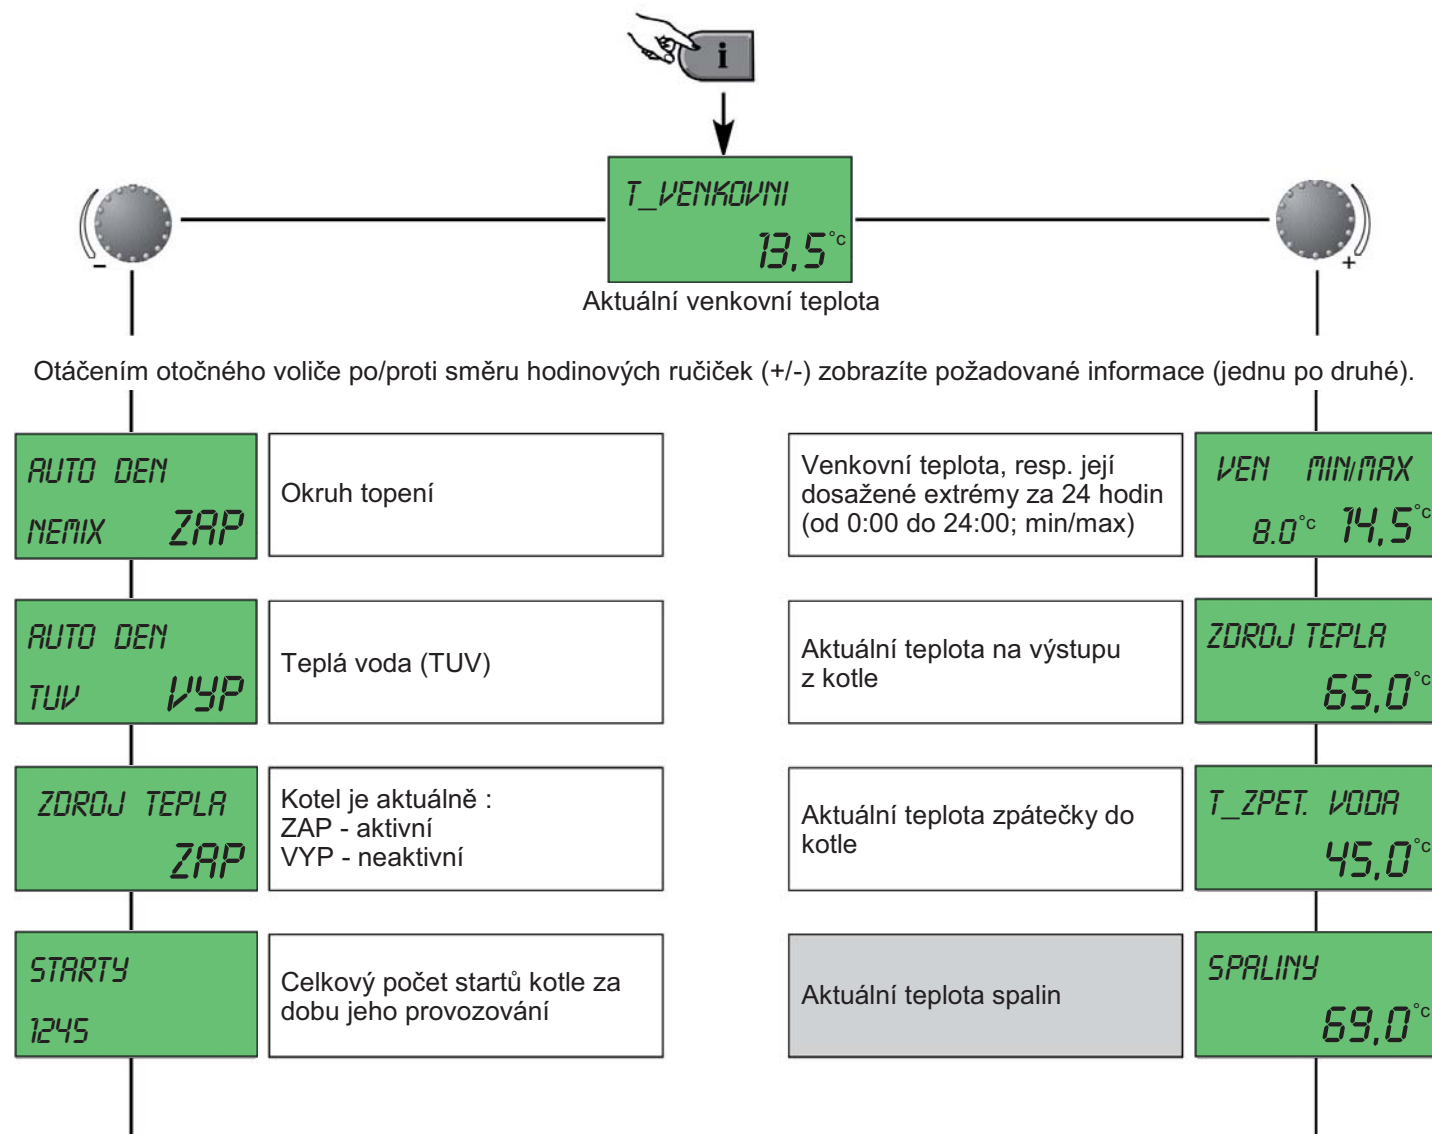 i
T_VENKOVNI
13,5°c
Aktuální venkovní teplota
-
+
Otáčením otočného voliče po/proti směru hodinových ručiček (+/-) zobrazíte požadované informace (jednu po druhé).
AUTO DEN
NEMIX ZAP
Okruh topení
AUTO DEN
TUV VYP
Teplá voda (TUV)
ZDROJ TEPLA
ZAP
Kotel je aktuálně :
ZAP - aktivní
VYP - neaktivní
STARTY
1245
Celkový počet startů kotle za
dobu jeho provozování
Venkovní teplota, resp. její
dosažené extrémy za 24 hodin
(od 0:00 do 24:00; min/max)
VEN MIN/MAX
8.0°c 14,5°c
Aktuální teplota na výstupu
z kotle
ZDROJ TEPLA
65,0°c
Aktuální teplota zpátečky do
kotle
T_ZPET. VODA
45,0°c
Aktuální teplota spalin
SPALINY
69,0°c